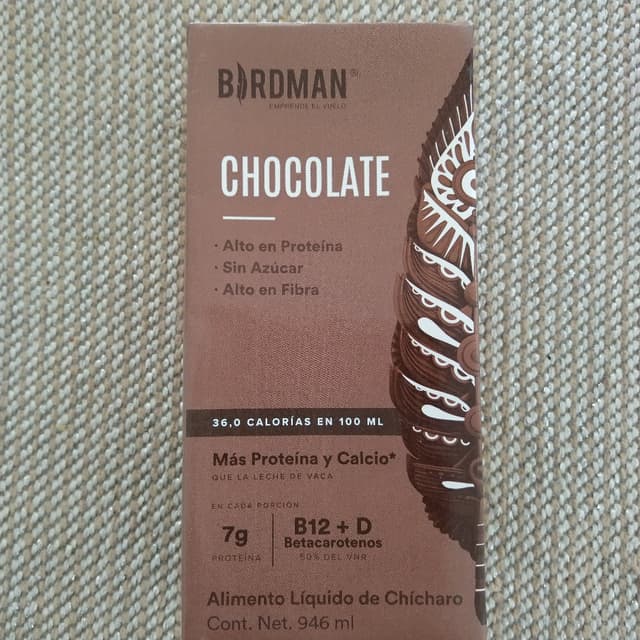 BIRDMAN®
EMPRENDE EL VUELO
CHOCOLATE
· Alto en Proteína
· Sin Azúcar
· Alto en Fibra
36,0 CALORÍAS EN 100 ML
Más Proteína y Calcio*
QUE LA LECHE DE VACA
EN CADA PORCIÓN
7g
PROTEÍNA
B12 + D
Betacarotenos
50% DEL VNR
Alimento Líquido de Chícharo
Cont. Net. 946 ml